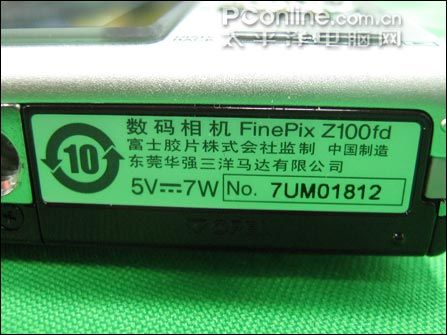 PConline.com.cn
太平洋电脑网
10
数码相机 FinePix Z100fd
富士胶片株式会社监制 中国制造
东莞华强三洋马达有限公司
5V⎓7W No. 7UM01812
OPEN